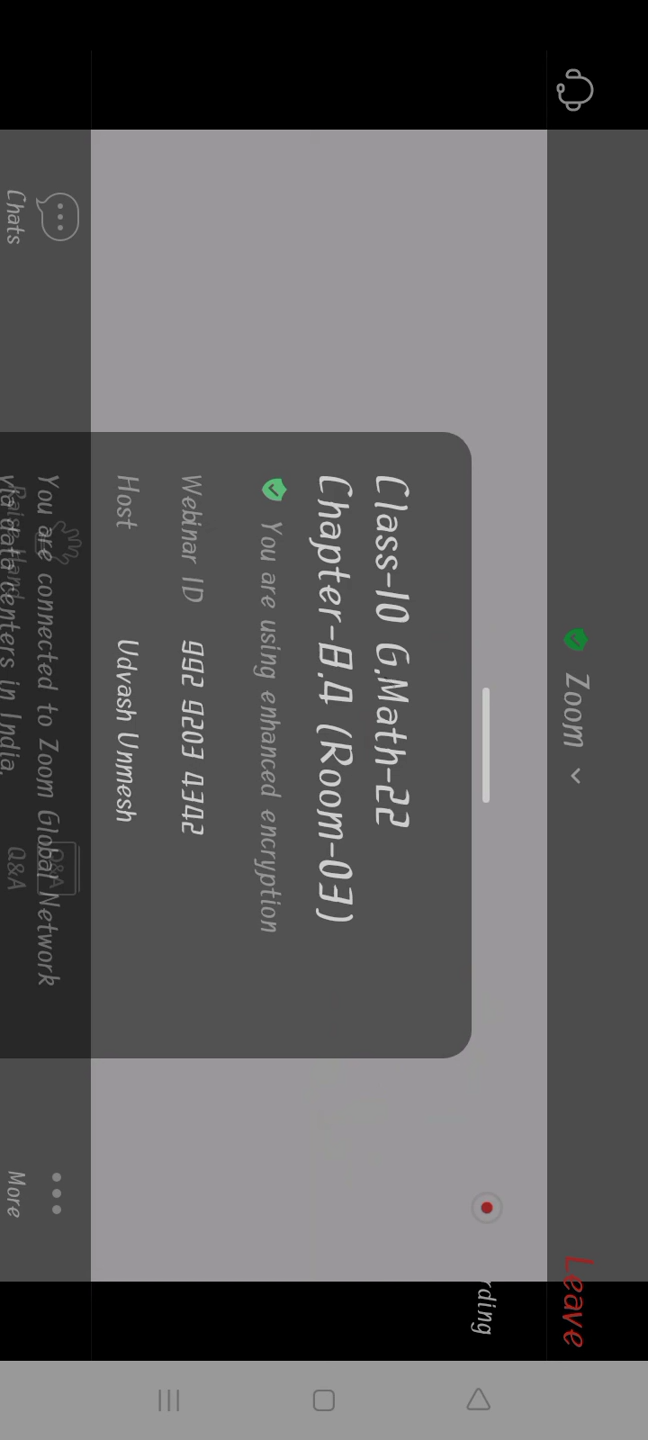 Zoom
Leave
rding
Class-10 G.Math-22
Chapter-8.4 (Room-03)
You are using enhanced encryption
Webinar ID 992 9203 4342
Host Udvash Unmesh
You are connected to Zoom Global Network
via data centers in India.
Chats
Raise Hand
Q&A
Q&A
More